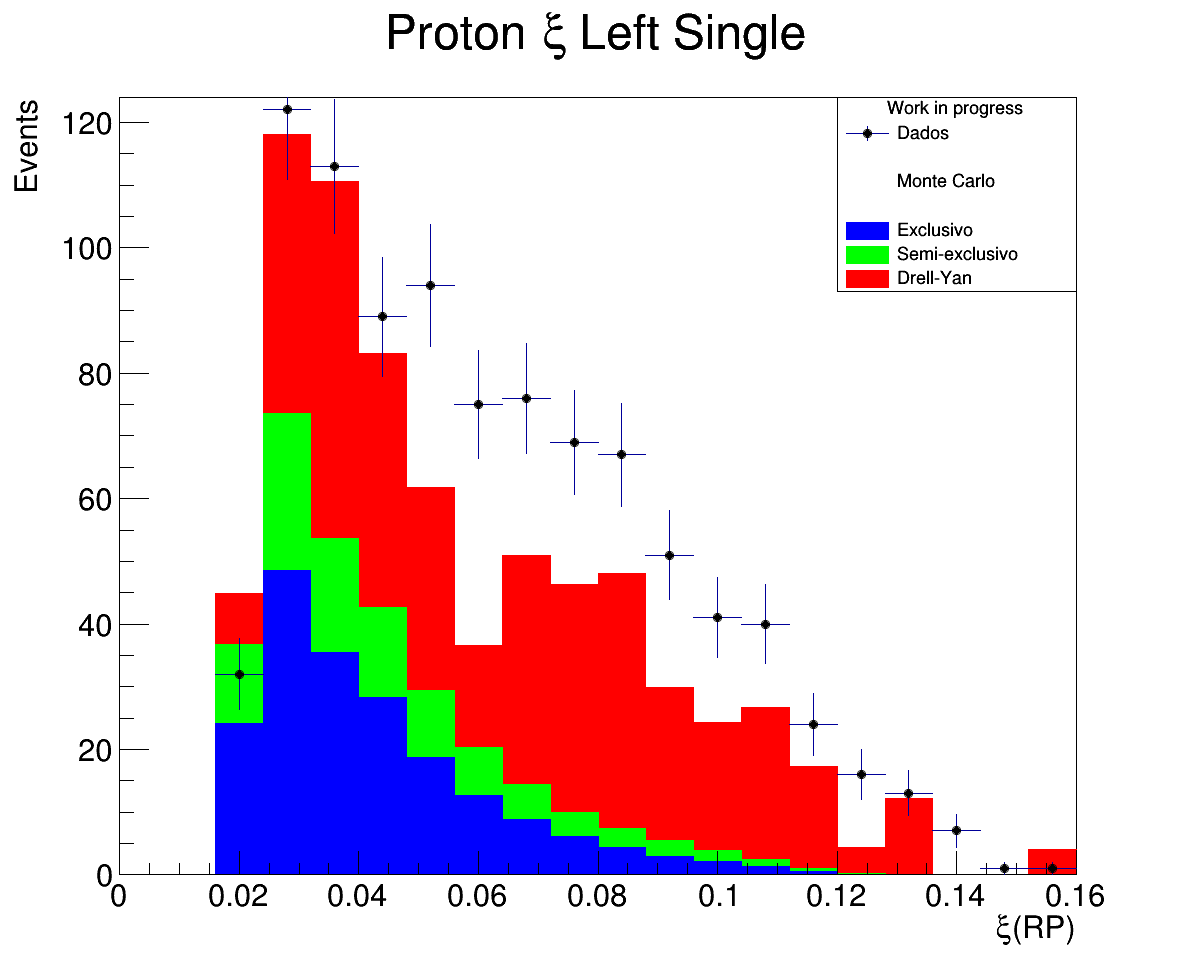 Proton ξ Left Single
Events
Work in progress
Dados
Monte Carlo
Exclusivo
Semi-exclusivo
Drell-Yan
120
100
80
60
40
20
0
0 0.02 0.04 0.06 0.08 0.1 0.12 0.14 0.16
ξ(RP)